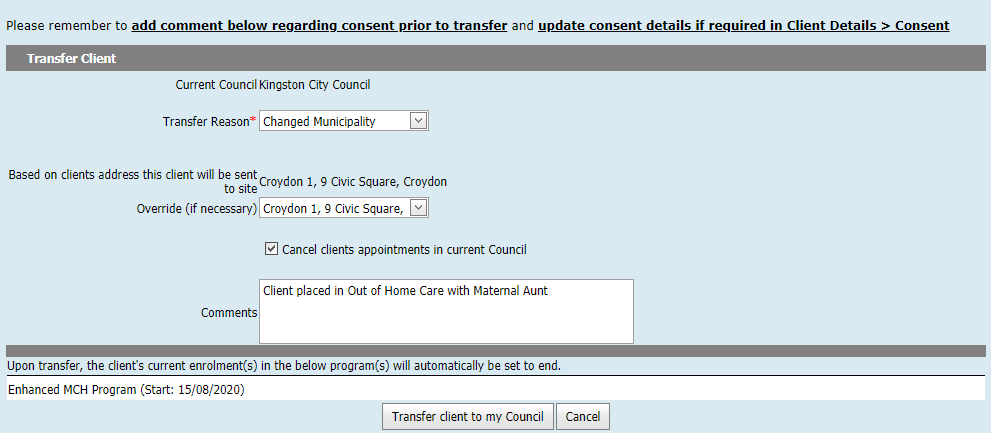 Please remember to add comment below regarding consent prior to transfer and update consent details if required in Client Details > Consent
Transfer Client
Current Council Kingston City Council
Transfer Reason* Changed Municipality
Based on clients address this client will be sent
to site Croydon 1, 9 Civic Square, Croydon
Override (if necessary) Croydon 1, 9 Civic Square,
Cancel clients appointments in current Council
Client placed in Out of Home Care with Maternal Aunt
Comments
Upon transfer, the client's current enrolment(s) in the below program(s) will automatically be set to end.
Enhanced MCH Program (Start: 15/08/2020)
Transfer client to my Council Cancel